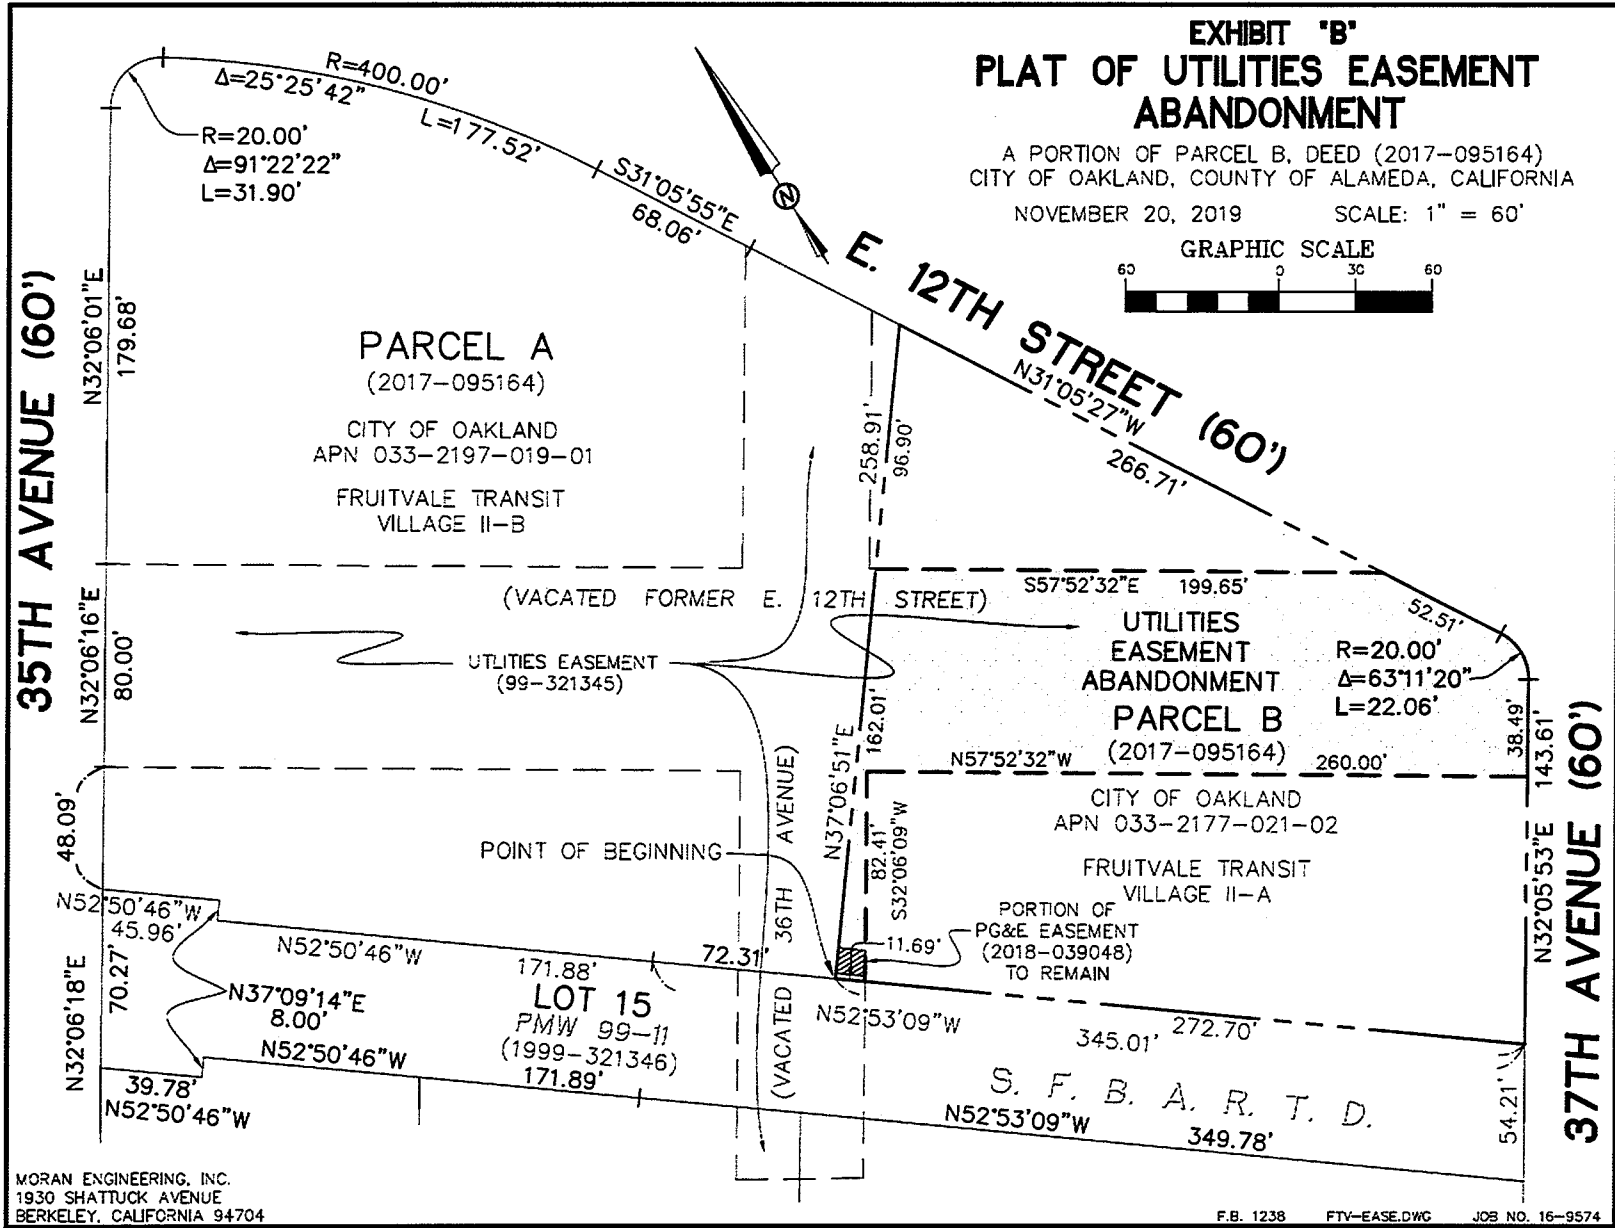 EXHIBIT "B"
PLAT OF UTILITIES EASEMENT
ABANDONMENT
A PORTION OF PARCEL B, DEED (2017-095164)
CITY OF OAKLAND, COUNTY OF ALAMEDA, CALIFORNIA
NOVEMBER 20, 2019 SCALE: 1" = 60'
GRAPHIC SCALE
60 0 30 60
R=400.00'
Δ=25°25'42"
L=177.52'
R=20.00'
Δ=91°22'22"
L=31.90'
S31°05'55"E
68.06'
N
E. 12TH STREET (60')
N31°05'27"W
266.71'
35TH AVENUE (60')
N32°06'01"E
179.68'
PARCEL A
(2017-095164)
CITY OF OAKLAND
APN 033-2197-019-01
FRUITVALE TRANSIT
VILLAGE II-B
258.91'
96.90'
(VACATED FORMER E. 12TH STREET)
S57°52'32"E 199.65'
52.51'
UTILITIES
EASEMENT
ABANDONMENT
R=20.00'
Δ=63°11'20"
L=22.06'
PARCEL B
(2017-095164)
N32°06'16"E
80.00'
UTLITIES EASEMENT
(99-321345)
162.01'
N37°06'51"E
38.49'
143.61'
N57°52'32"W 260.00'
37TH AVENUE (60')
N32°05'53"E
CITY OF OAKLAND
APN 033-2177-021-02
FRUITVALE TRANSIT
VILLAGE II-A
48.09'
POINT OF BEGINNING
(VACATED 36TH AVENUE)
82.41'
S32°06'09"W
PORTION OF
PG&E EASEMENT
(2018-039048)
TO REMAIN
11.69'
N52°50'46"W
45.96'
N52°50'46"W
171.88'
72.31'
N32°06'18"E
70.27'
N37°09'14"E
8.00'
LOT 15
PMW 99-11
(1999-321346)
N52°50'46"W
171.89'
39.78'
N52°50'46"W
N52°53'09"W
345.01'
272.70'
S. F. B. A. R. T. D.
N52°53'09"W
349.78'
54.21'
MORAN ENGINEERING, INC.
1930 SHATTUCK AVENUE
BERKELEY, CALIFORNIA 94704
F.B. 1238 FTV-EASE.DWG JOB NO. 16-9574